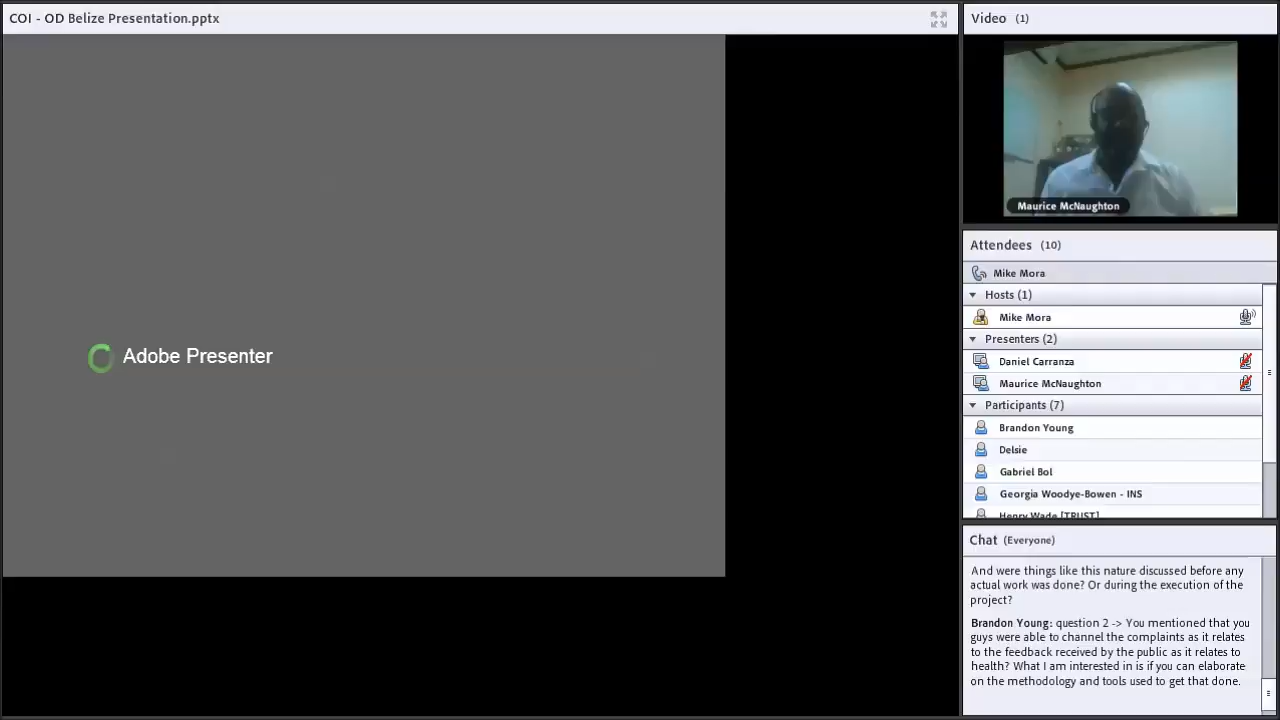 COI - OD Belize Presentation.pptx
Adobe Presenter
Video (1)
Maurice McNaughton
Attendees (10)
Mike Mora
Hosts (1)
Mike Mora
Presenters (2)
Daniel Carranza
Maurice McNaughton
Participants (7)
Brandon Young
Delsie
Gabriel Bol
Georgia Woodye-Bowen - INS
Henry Wade [TRUST]
Chat (Everyone)
And were things like this nature discussed before any
actual work was done? Or during the execution of the
project?
Brandon Young: question 2 -> You mentioned that you
guys were able to channel the complaints as it relates
to the feedback received by the public as it relates to
health? What I am interested in is if you can elaborate
on the methodology and tools used to get that done.